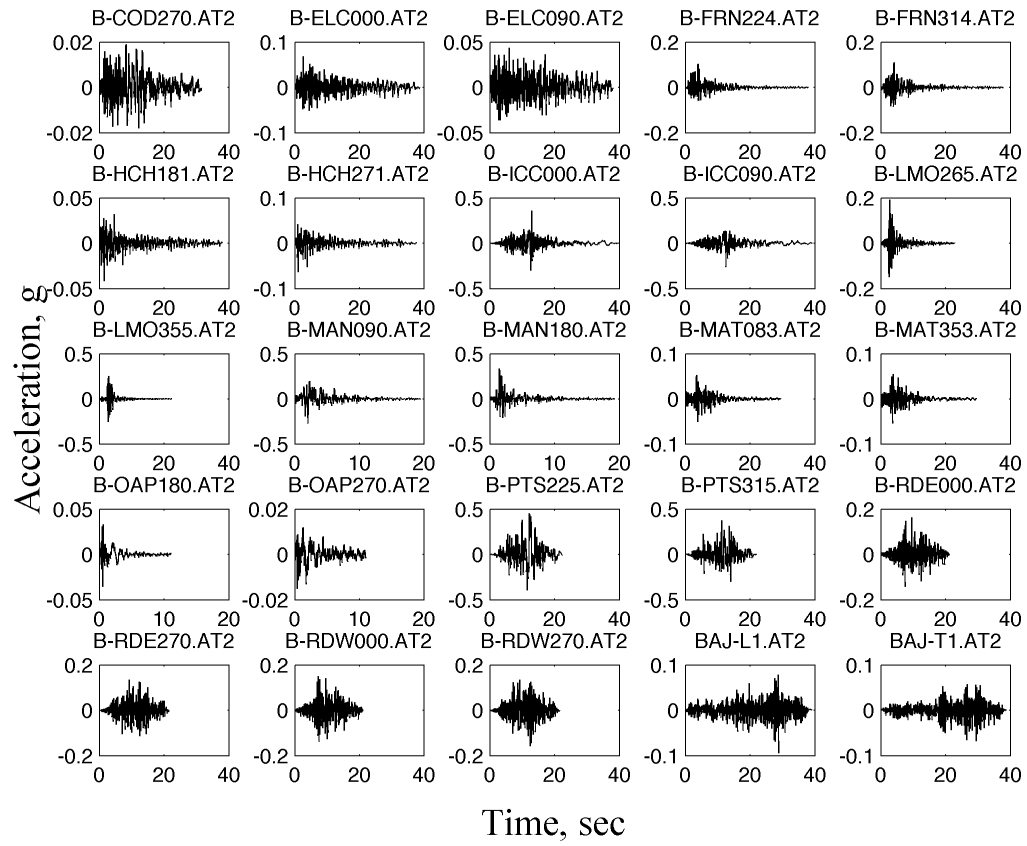 B-COD270.AT2 B-ELC000.AT2 B-ELC090.AT2 B-FRN224.AT2 B-FRN314.AT2
0.02 0.1 0.05 0.2 0.2
0 0 0 0 0
-0.02 -0.1 -0.05 -0.2 -0.2
0 20 40 0 20 40 0 20 40 0 20 40 0 20 40
B-HCH181.AT2 B-HCH271.AT2 B-ICC000.AT2 B-ICC090.AT2 B-LMO265.AT2
0.05 0.1 0.5 0.5 0.2
0 0 0 0 0
-0.05 -0.1 -0.5 -0.5 -0.2
0 20 40 0 20 40 0 20 40 0 20 40 0 20 40
Acceleration, g
B-LMO355.AT2 B-MAN090.AT2 B-MAN180.AT2 B-MAT083.AT2 B-MAT353.AT2
0.5 0.5 0.5 0.1 0.1
0 0 0 0 0
-0.5 -0.5 -0.5 -0.1 -0.1
0 20 40 0 10 20 0 10 20 0 20 40 0 20 40
B-OAP180.AT2 B-OAP270.AT2 B-PTS225.AT2 B-PTS315.AT2 B-RDE000.AT2
0.05 0.02 0.5 0.5 0.2
0 0 0 0 0
-0.05 -0.02 -0.5 -0.5 -0.2
0 10 20 0 10 20 0 20 40 0 20 40 0 20 40
B-RDE270.AT2 B-RDW000.AT2 B-RDW270.AT2 BAJ-L1.AT2 BAJ-T1.AT2
0.2 0.2 0.2 0.1 0.1
0 0 0 0 0
-0.2 -0.2 -0.2 -0.1 -0.1
0 20 40 0 20 40 0 20 40 0 20 40 0 20 40
Time, sec